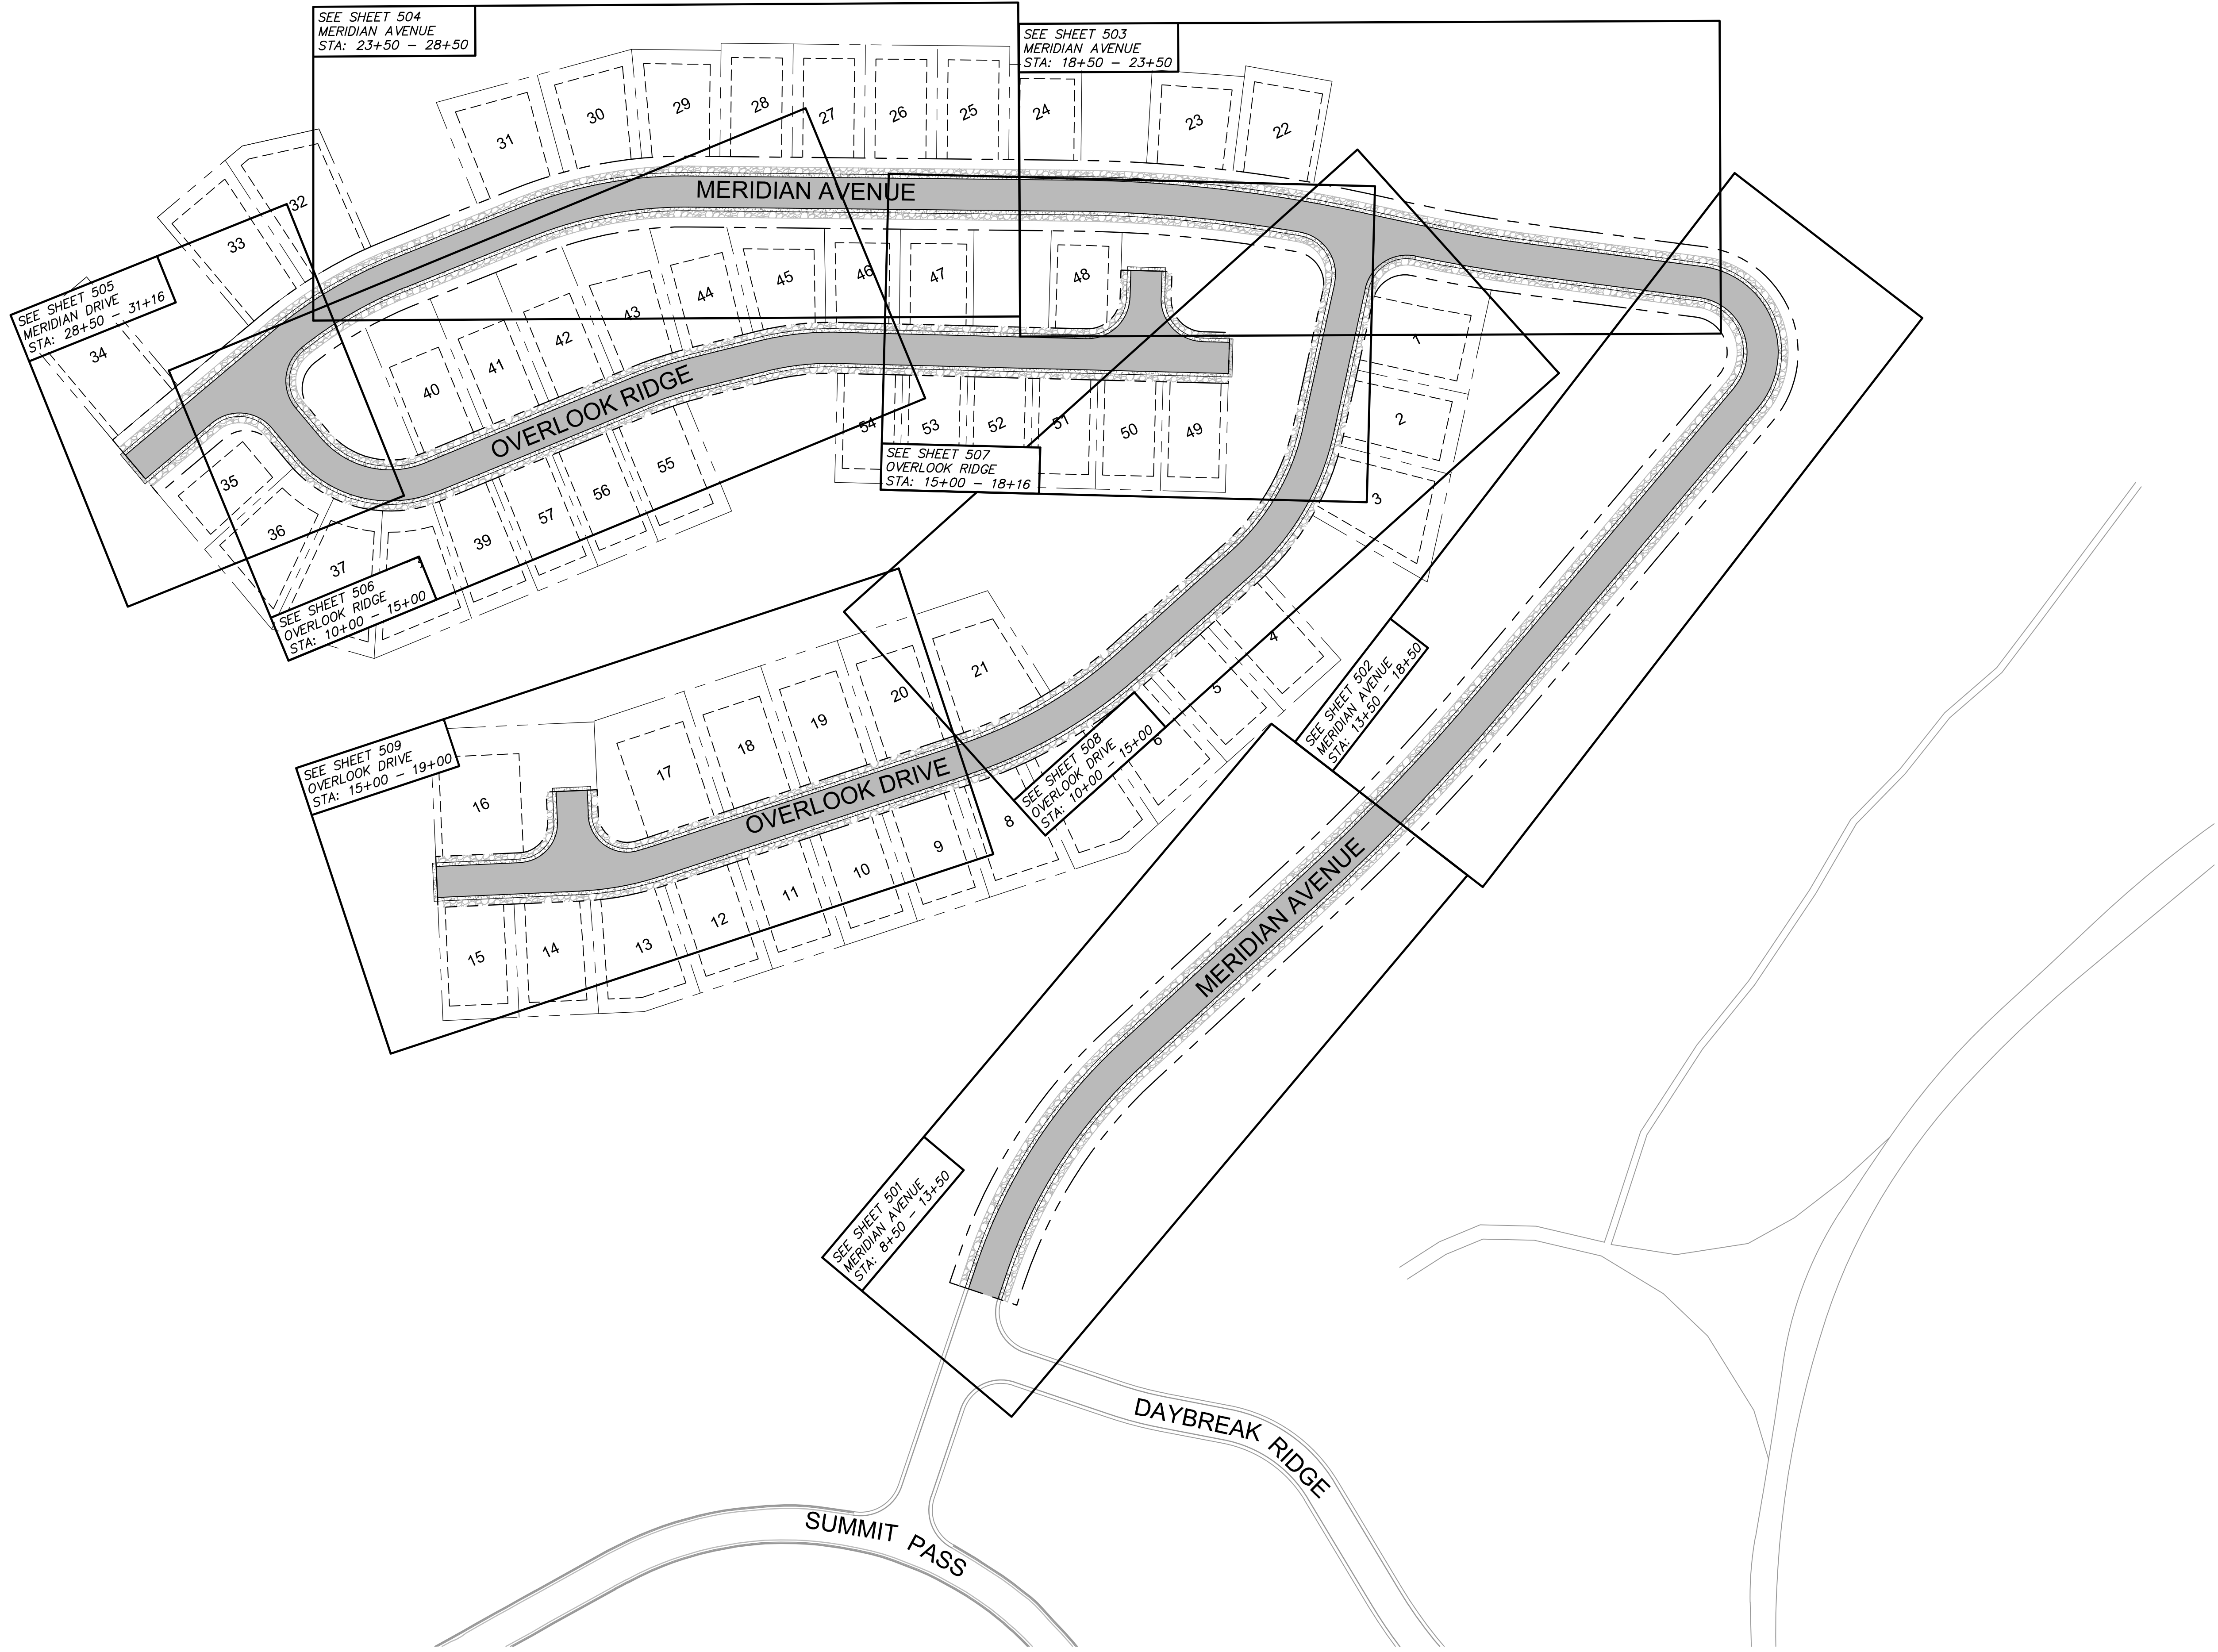 SEE SHEET 504
MERIDIAN AVENUE
STA: 23+50 – 28+50
SEE SHEET 503
MERIDIAN AVENUE
STA: 18+50 – 23+50
31
30
29
28
27
26
25
24
23
22
MERIDIAN AVENUE
32
33
SEE SHEET 505
MERIDIAN DRIVE
STA: 28+50 – 31+16
34
40
41
42
43
44
45
46
47
48
1
2
3
OVERLOOK RIDGE
54
53
52
51
50
49
SEE SHEET 507
OVERLOOK RIDGE
STA: 15+00 – 18+16
35
36
37
39
57
56
55
SEE SHEET 506
OVERLOOK RIDGE
STA: 10+00 – 15+00
4
5
6
SEE SHEET 502
MERIDIAN AVENUE
STA: 13+50 – 18+50
SEE SHEET 509
OVERLOOK DRIVE
STA: 15+00 – 19+00
16
17
18
19
20
21
OVERLOOK DRIVE
SEE SHEET 508
OVERLOOK DRIVE
STA: 10+00 – 15+00
15
14
13
12
11
10
9
8
MERIDIAN AVENUE
SEE SHEET 501
MERIDIAN AVENUE
STA: 8+50 – 13+50
DAYBREAK RIDGE
SUMMIT PASS